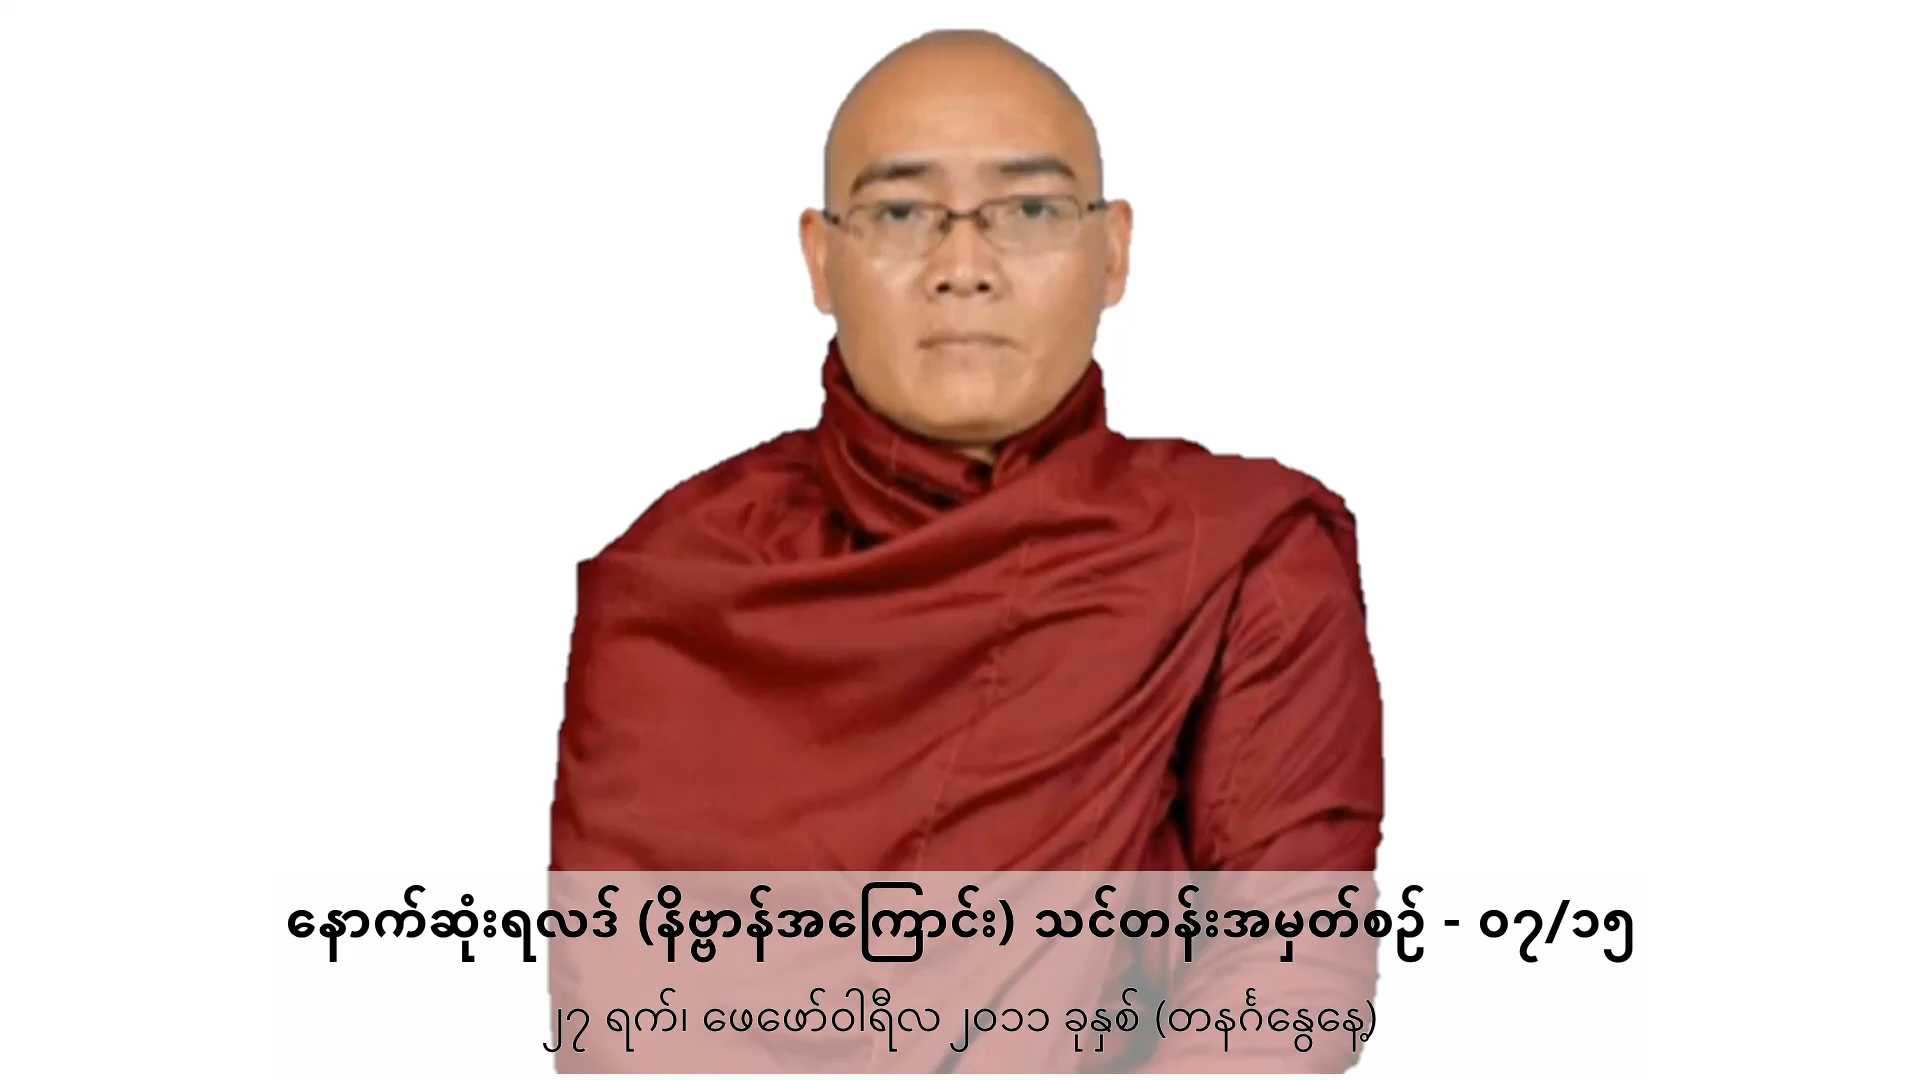 နောက်ဆုံးရလဒ် (နိဗ္ဗာန်အကြောင်း) သင်တန်းအမှတ်စဉ် - ၀၇/၁၅
၂၇ ရက်၊ ဖေဖော်ဝါရီလ ၂၀၁၁ ခုနှစ် (တနင်္ဂနွေနေ့)